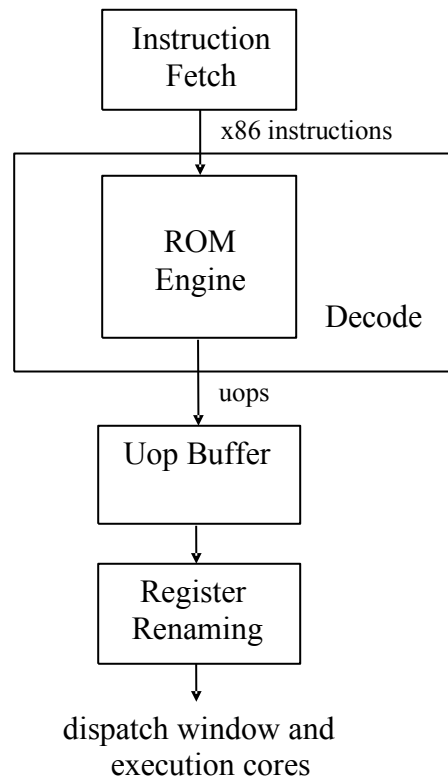 Instruction
Fetch
x86 instructions
ROM
Engine
Decode
uops
Uop Buffer
Register
Renaming
dispatch window and
execution cores